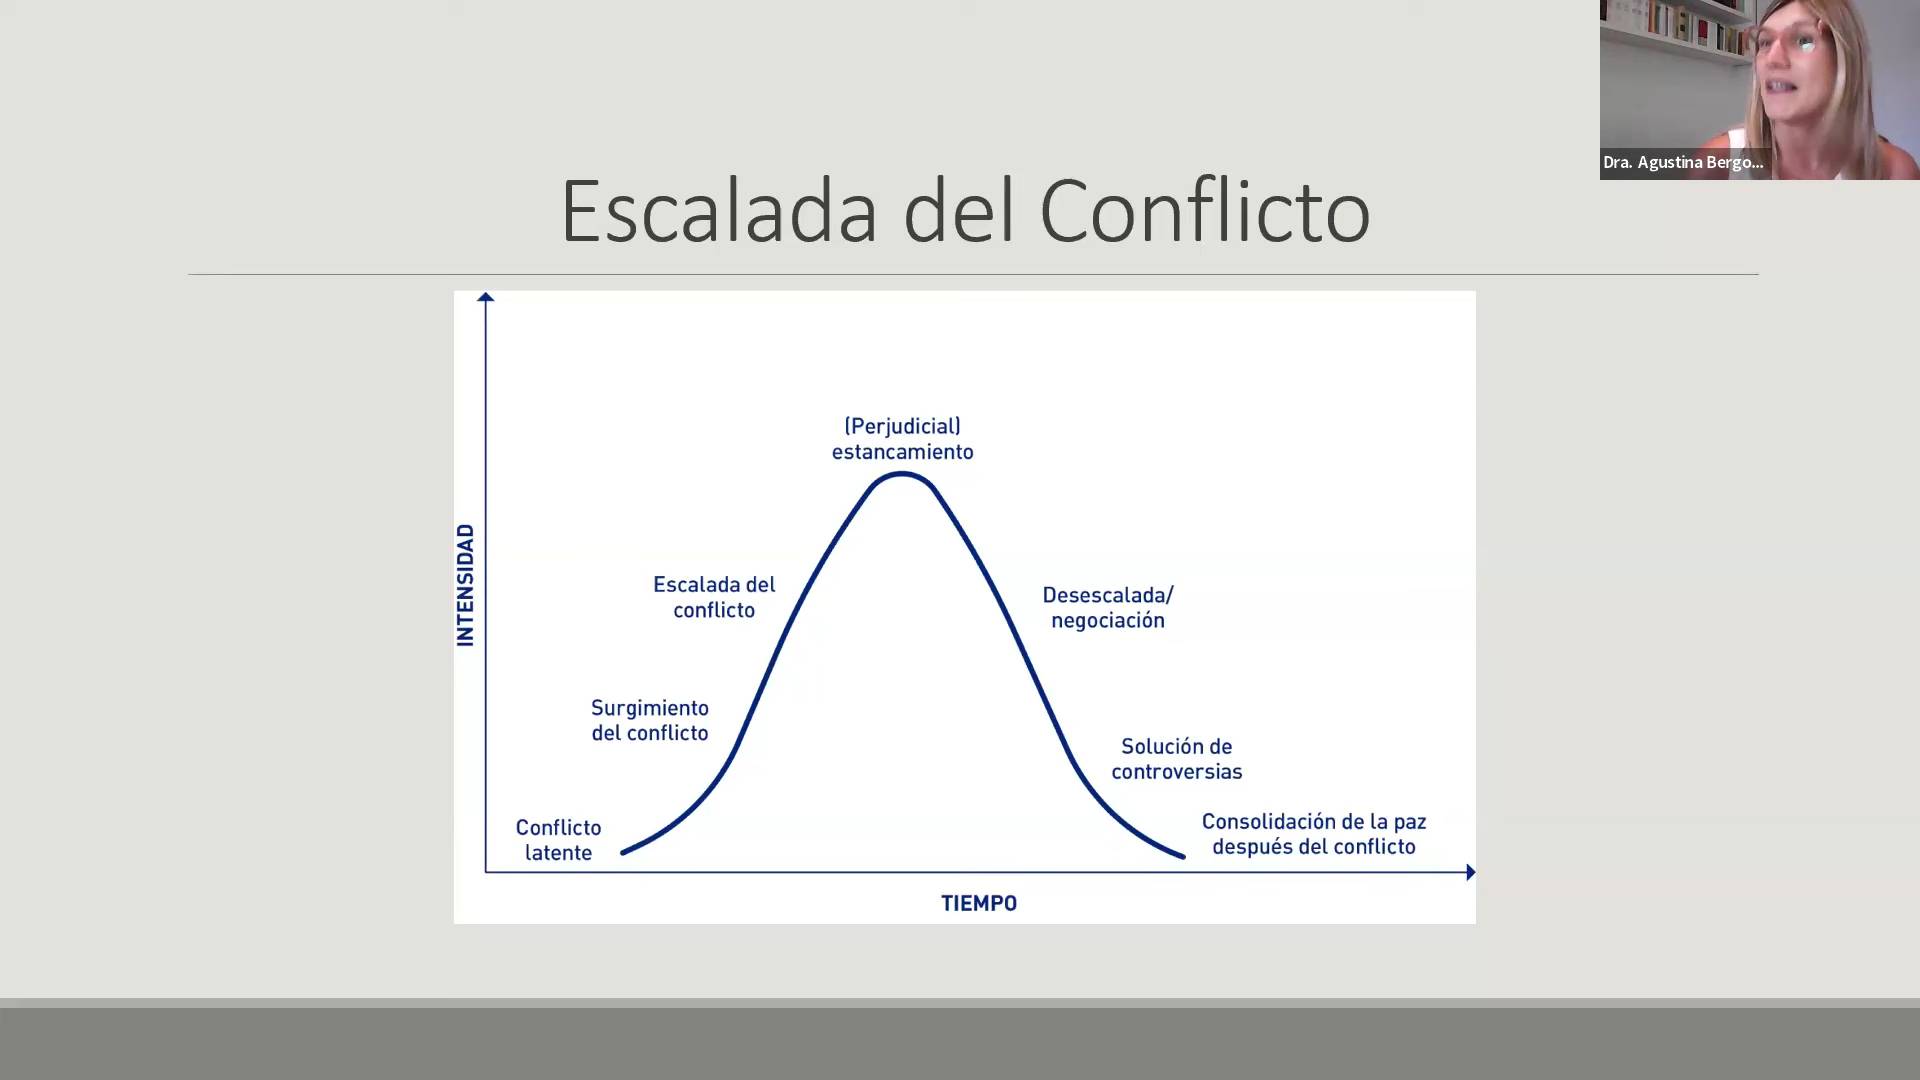 Dra. Agustina Bergo...
Escalada del Conflicto
(Perjudicial)
estancamiento
INTENSIDAD
Escalada del
conflicto
Desescalada/
negociación
Surgimiento
del conflicto
Solución de
controversias
Conflicto
latente
Consolidación de la paz
después del conflicto
TIEMPO